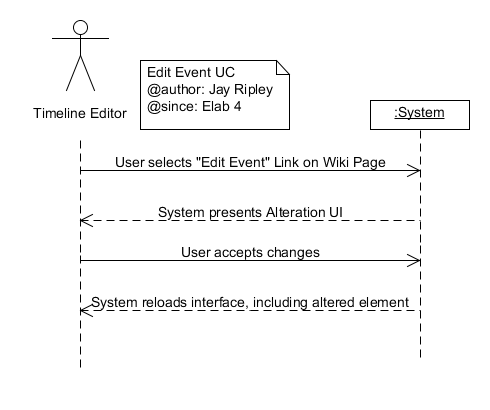 Edit Event UC
@author: Jay Ripley
@since: Elab 4
Timeline Editor
:System
User selects "Edit Event" Link on Wiki Page
System presents Alteration UI
User accepts changes
System reloads interface, including altered element